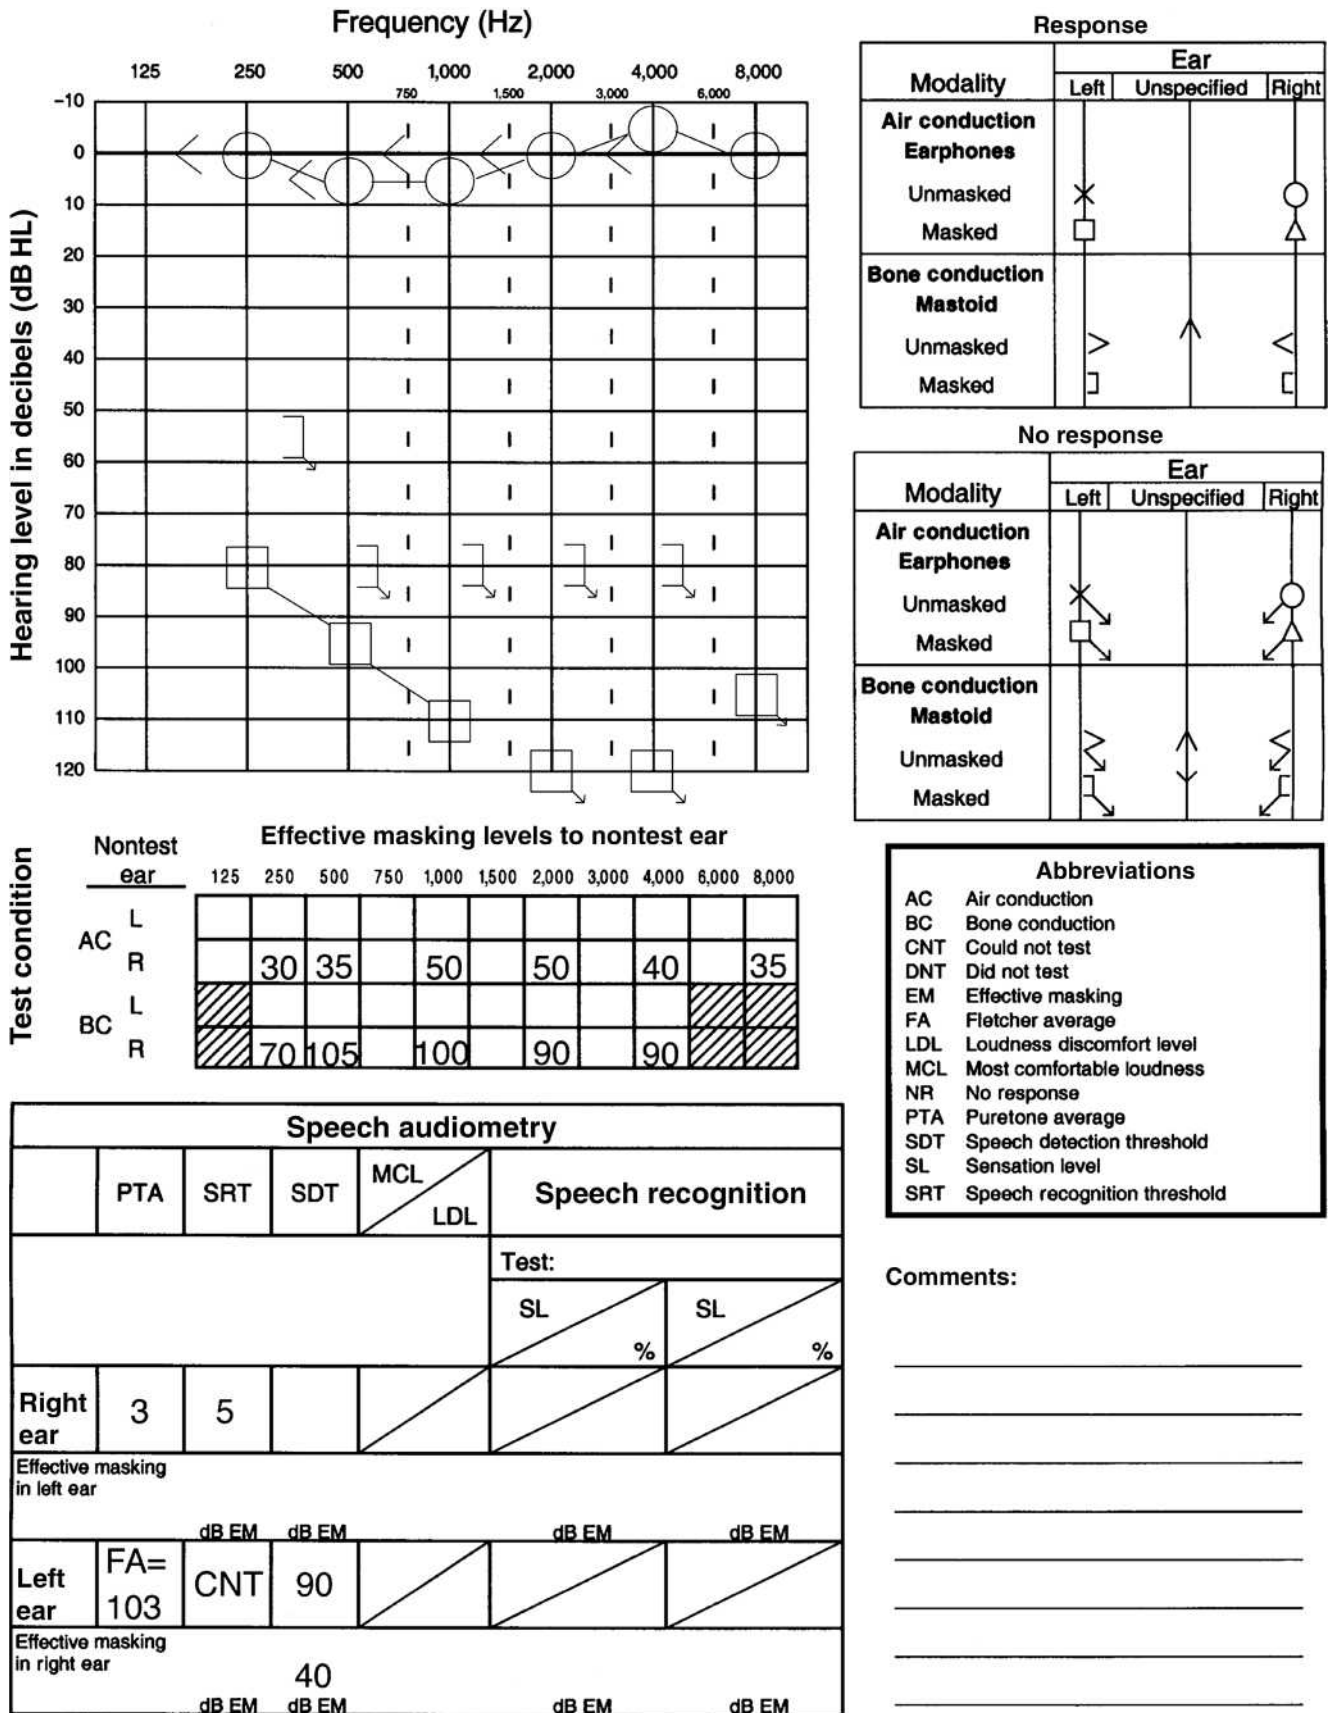 Frequency (Hz)
125 250 500 1,000 2,000 4,000 8,000
750 1,500 3,000 6,000
Hearing level in decibels (dB HL)
–10
0
10
20
30
40
50
60
70
80
90
100
110
120
Response
Ear
Modality Left Unspecified Right
Air conduction
Earphones
Unmasked
Masked
Bone conduction
Mastoid
Unmasked
Masked
No response
Ear
Modality Left Unspecified Right
Air conduction
Earphones
Unmasked
Masked
Bone conduction
Mastoid
Unmasked
Masked
Test condition
Effective masking levels to nontest ear
Nontest
ear
125 250 500 750 1,000 1,500 2,000 3,000 4,000 6,000 8,000
AC
L
R 30 35 50 50 40 35
BC
L
R 70 105 100 90 90
Abbreviations
AC Air conduction
BC Bone conduction
CNT Could not test
DNT Did not test
EM Effective masking
FA Fletcher average
LDL Loudness discomfort level
MCL Most comfortable loudness
NR No response
PTA Puretone average
SDT Speech detection threshold
SL Sensation level
SRT Speech recognition threshold
Speech audiometry
PTA SRT SDT MCL LDL Speech recognition
Test:
SL % SL %
Right
ear
3 5
Effective masking
in left ear
dB EM dB EM dB EM dB EM
Left
ear
FA=
103
CNT 90
Effective masking
in right ear
40
dB EM dB EM dB EM dB EM
Comments: